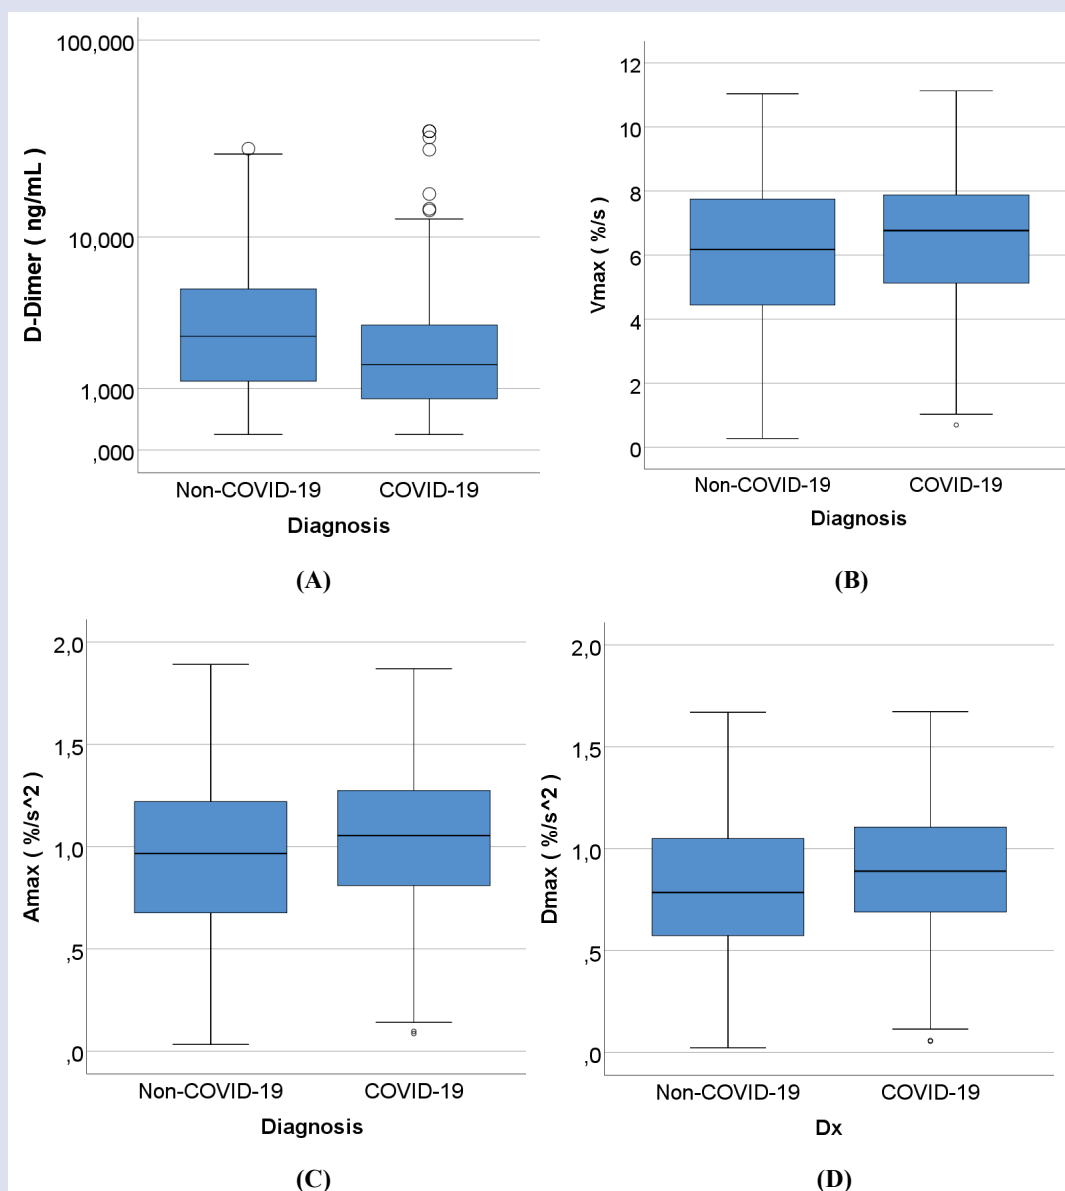 100,000
10,000
1,000
,000
D-Dimer ( ng/mL )
Non-COVID-19 COVID-19
Diagnosis
(A)
12
10
8
6
4
2
0
Vmax ( %/s )
Non-COVID-19 COVID-19
Diagnosis
(B)
2,0
1,5
1,0
,5
,0
Amax ( %/s^2 )
Non-COVID-19 COVID-19
Diagnosis
(C)
2,0
1,5
1,0
,5
,0
Dmax ( %/s^2 )
Non-COVID-19 COVID-19
Dx
(D)